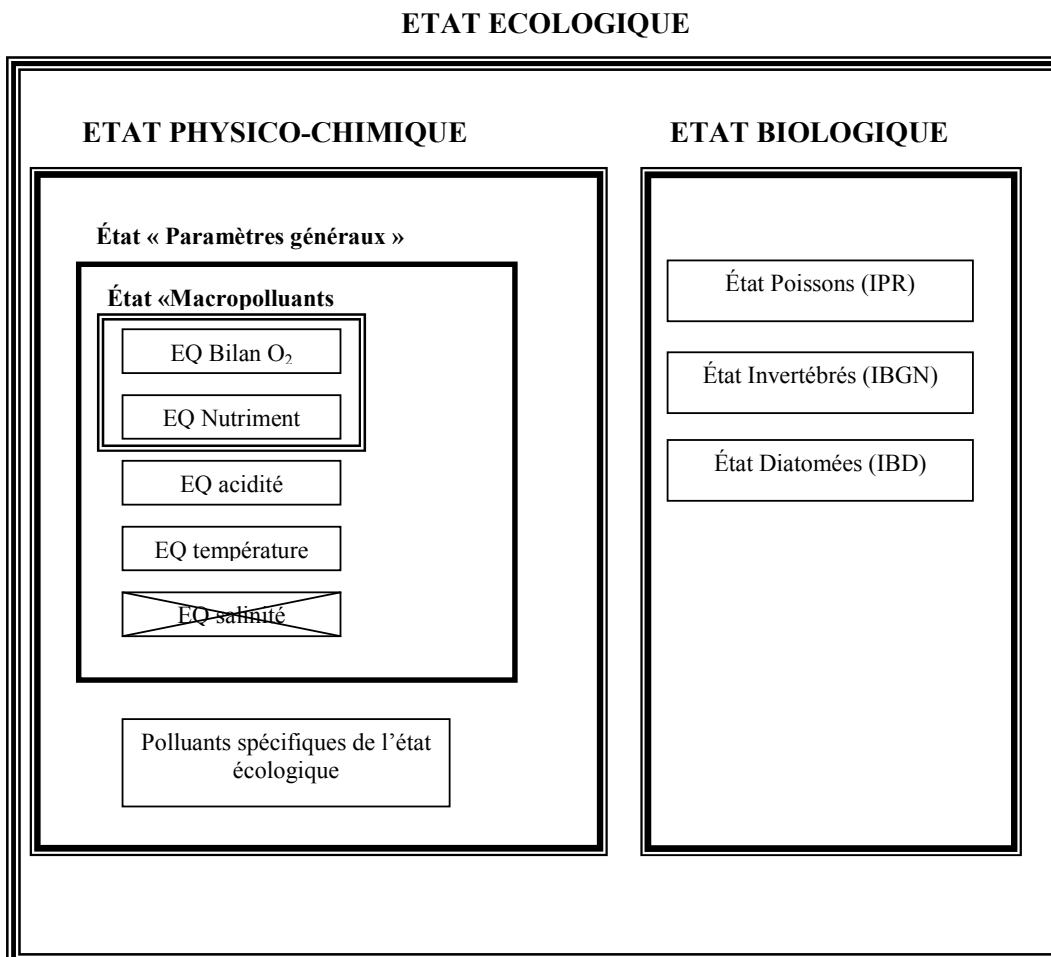 ETAT ECOLOGIQUE
ETAT PHYSICO-CHIMIQUE
État « Paramètres généraux »
État «Macropolluants
EQ Bilan O₂
EQ Nutriment
EQ acidité
EQ température
EQ salinité
Polluants spécifiques de l’état
écologique
ETAT BIOLOGIQUE
État Poissons (IPR)
État Invertébrés (IBGN)
État Diatomées (IBD)